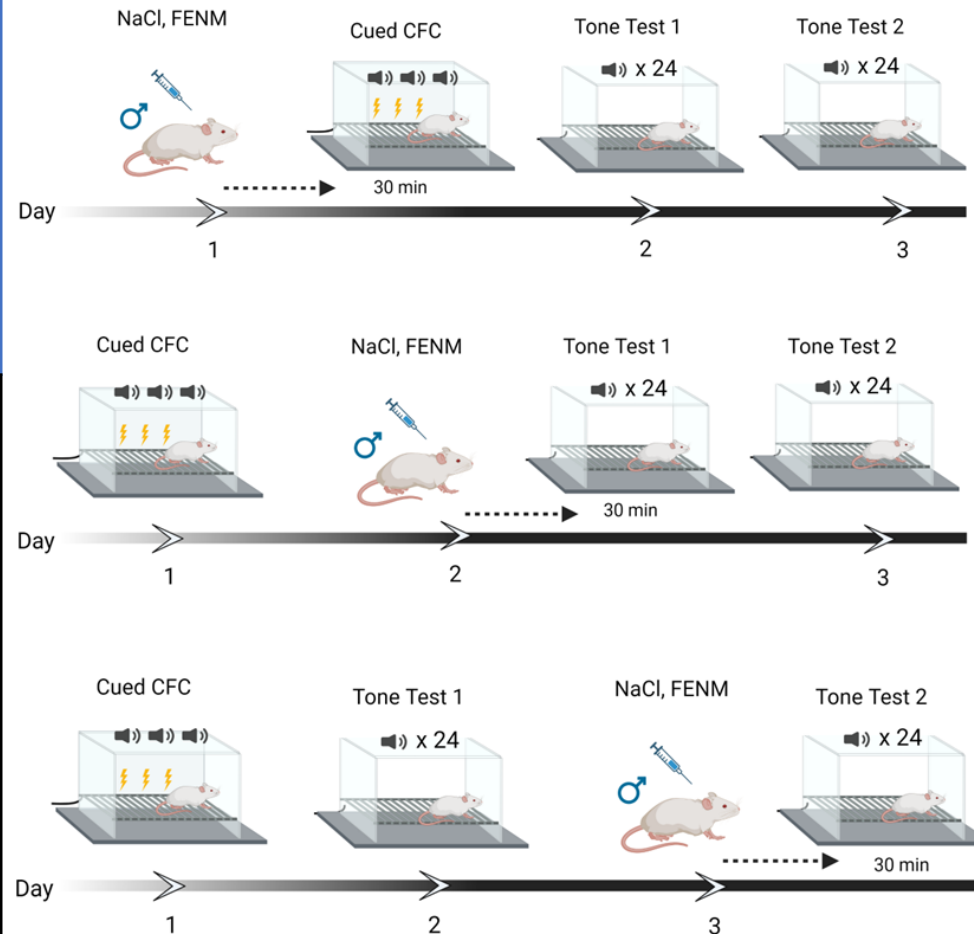 NaCl, FENM
Cued CFC
Tone Test 1
Tone Test 2
x 24
x 24
30 min
Day
1
2
3
Cued CFC
NaCl, FENM
Tone Test 1
Tone Test 2
x 24
x 24
30 min
Day
1
2
3
Cued CFC
Tone Test 1
NaCl, FENM
Tone Test 2
x 24
x 24
30 min
Day
1
2
3